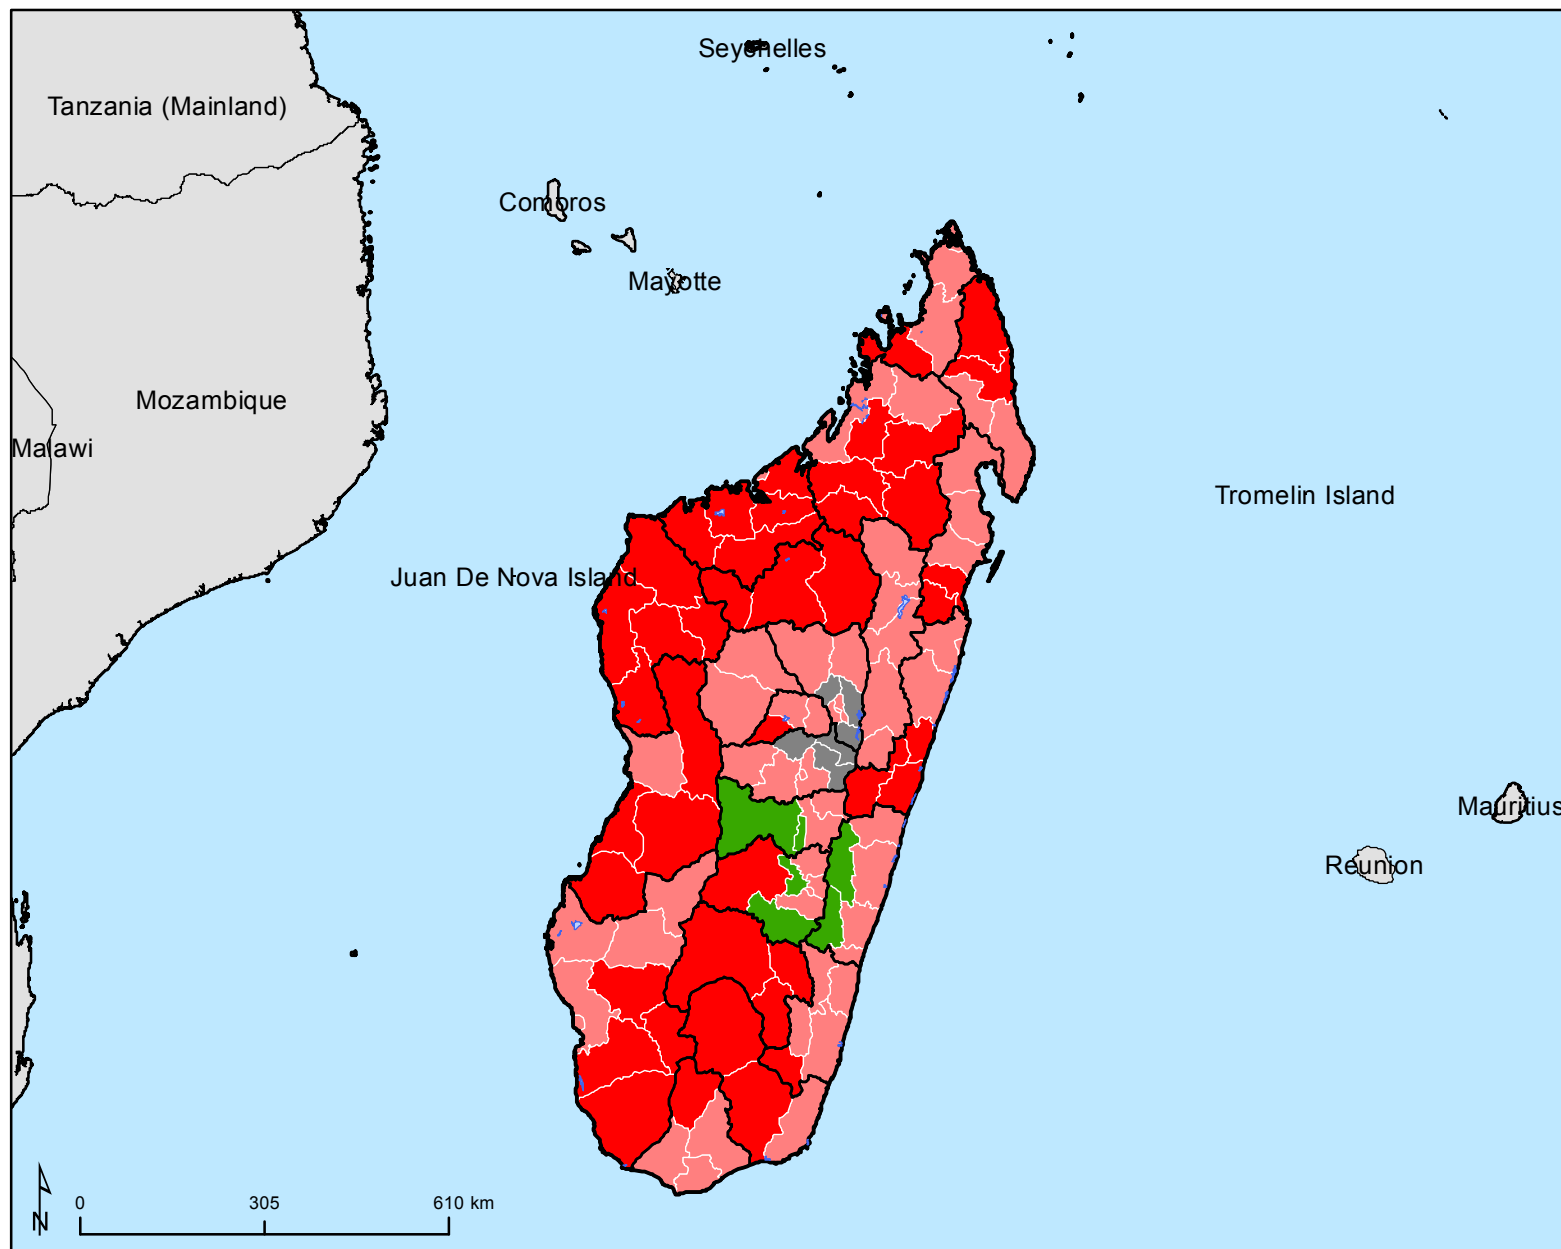 Seychelles
Tanzania (Mainland)
Comoros
Mayotte
Mozambique
Malawi
Tromelin Island
Juan De Nova Island
Mauritius
Reunion
N
0 305 610 km